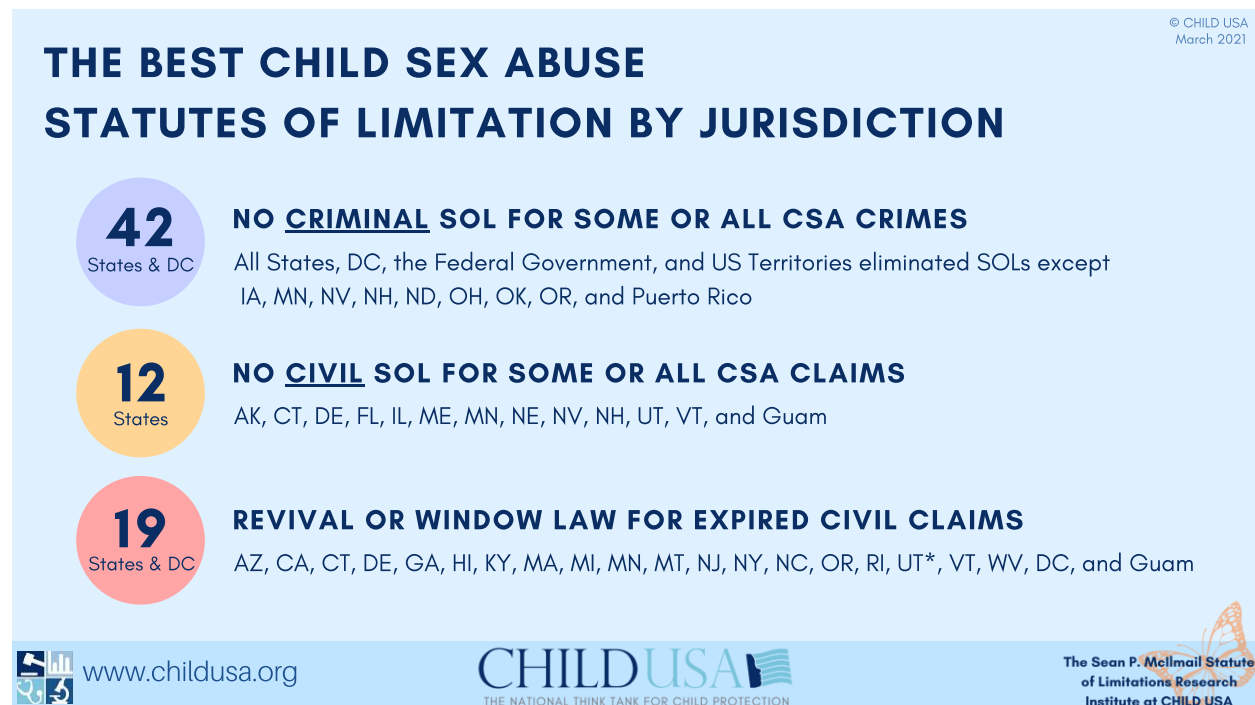 © CHILD USA
March 2021
THE BEST CHILD SEX ABUSE
STATUTES OF LIMITATION BY JURISDICTION
42
States & DC
NO CRIMINAL SOL FOR SOME OR ALL CSA CRIMES
All States, DC, the Federal Government, and US Territories eliminated SOLs except
IA, MN, NV, NH, ND, OH, OK, OR, and Puerto Rico
12
States
NO CIVIL SOL FOR SOME OR ALL CSA CLAIMS
AK, CT, DE, FL, IL, ME, MN, NE, NV, NH, UT, VT, and Guam
19
States & DC
REVIVAL OR WINDOW LAW FOR EXPIRED CIVIL CLAIMS
AZ, CA, CT, DE, GA, HI, KY, MA, MI, MN, MT, NJ, NY, NC, OR, RI, UT*, VT, WV, DC, and Guam
www.childusa.org
CHILD USA
THE NATIONAL THINK TANK FOR CHILD PROTECTION
The Sean P. McIlmail Statute
of Limitations Research
Institute at CHILD USA